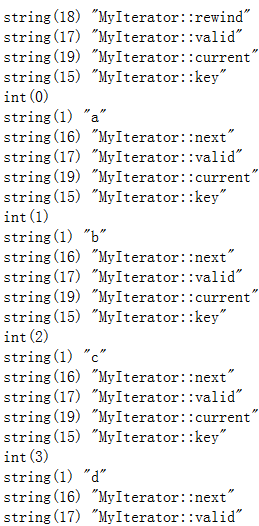 string(18) "MyIterator::rewind"
string(17) "MyIterator::valid"
string(19) "MyIterator::current"
string(15) "MyIterator::key"
int(0)
string(1) "a"
string(16) "MyIterator::next"
string(17) "MyIterator::valid"
string(19) "MyIterator::current"
string(15) "MyIterator::key"
int(1)
string(1) "b"
string(16) "MyIterator::next"
string(17) "MyIterator::valid"
string(19) "MyIterator::current"
string(15) "MyIterator::key"
int(2)
string(1) "c"
string(16) "MyIterator::next"
string(17) "MyIterator::valid"
string(19) "MyIterator::current"
string(15) "MyIterator::key"
int(3)
string(1) "d"
string(16) "MyIterator::next"
string(17) "MyIterator::valid"